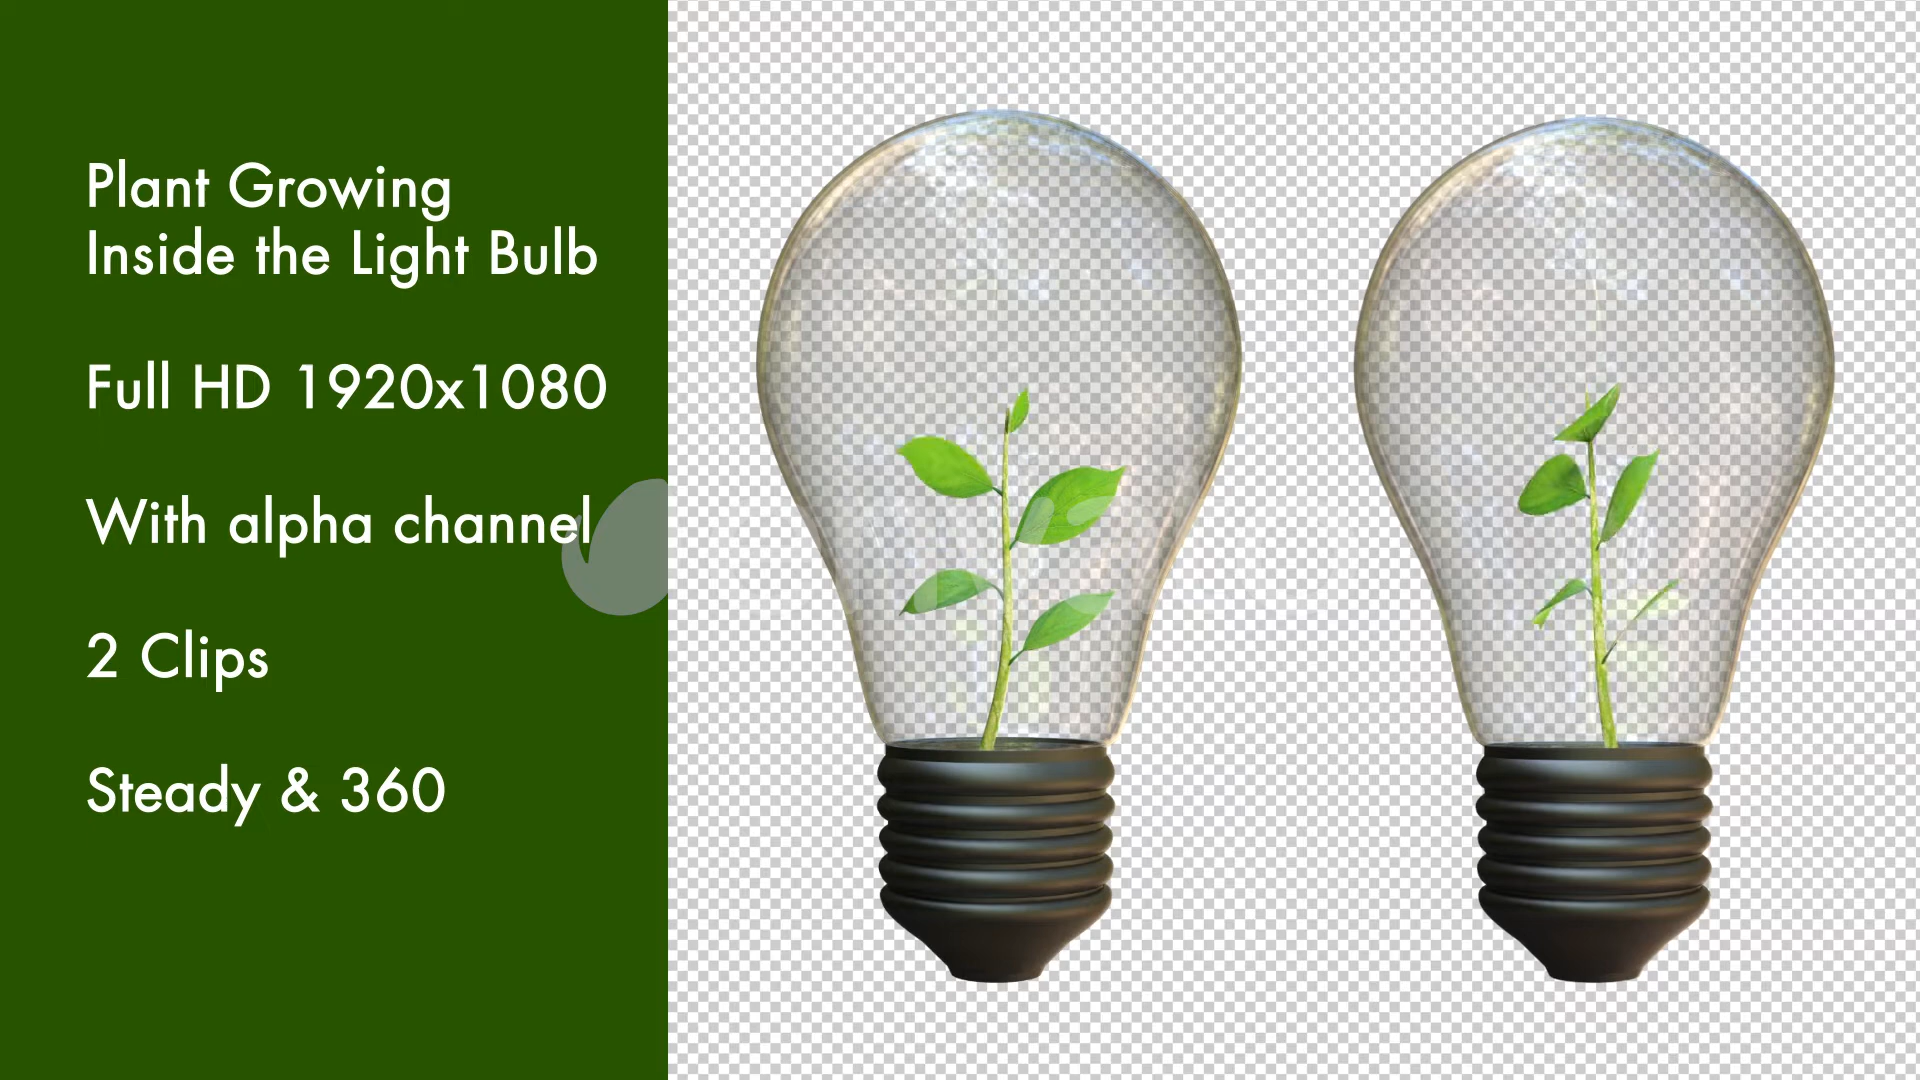 Plant Growing
Inside the Light Bulb
Full HD 1920x1080
With alpha channel
2 Clips
Steady & 360